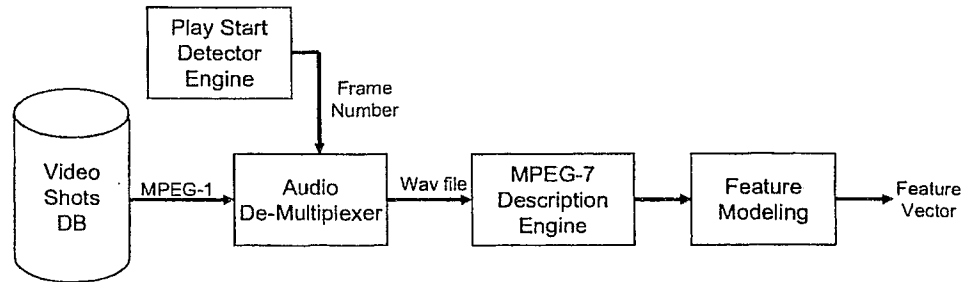 Play Start
Detector
Engine
Frame
Number
Video
Shots
DB
MPEG-1
Audio
De-Multiplexer
Wav file
MPEG-7
Description
Engine
Feature
Modeling
Feature
Vector